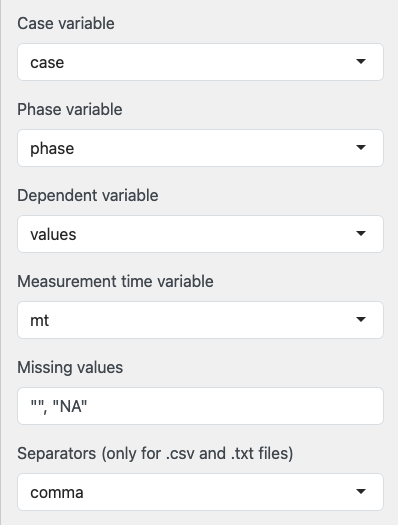 Case variable
case
Phase variable
phase
Dependent variable
values
Measurement time variable
mt
Missing values
"", "NA"
Separators (only for .csv and .txt files)
comma